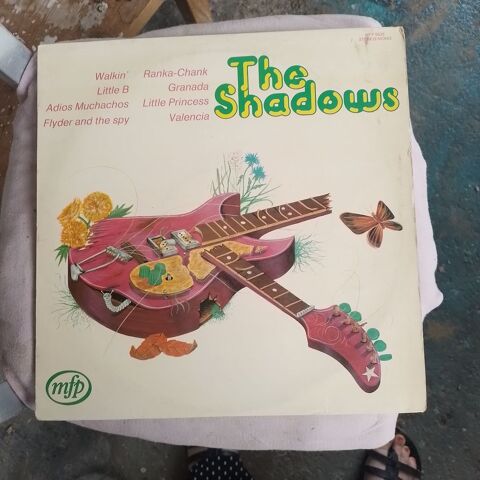 Walkin' Ranka-Chank
Little B Granada
Adios Muchachos Little Princess
Flyder and the spy Valencia
The
Shadows
mfp